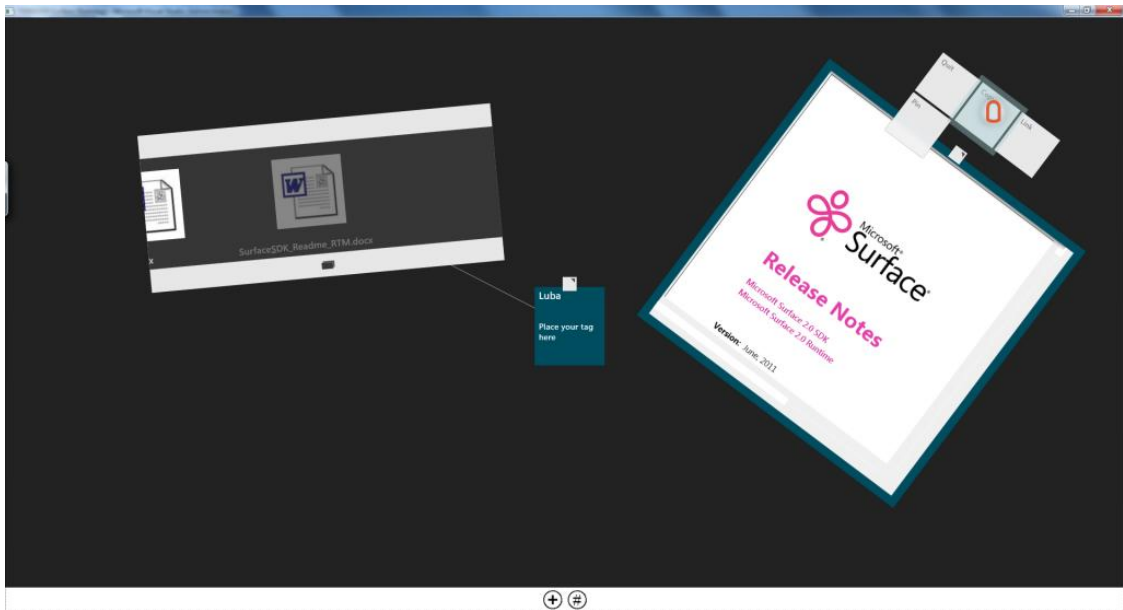 Quit
Pin
Link
x
SurfaceSDK_Readme_RTM.docx
W
Luba
Place your tag
here
Microsoft®
Surface®
Release Notes
Microsoft Surface 2.0 SDK
Microsoft Surface 2.0 Runtime
Version: June, 2011